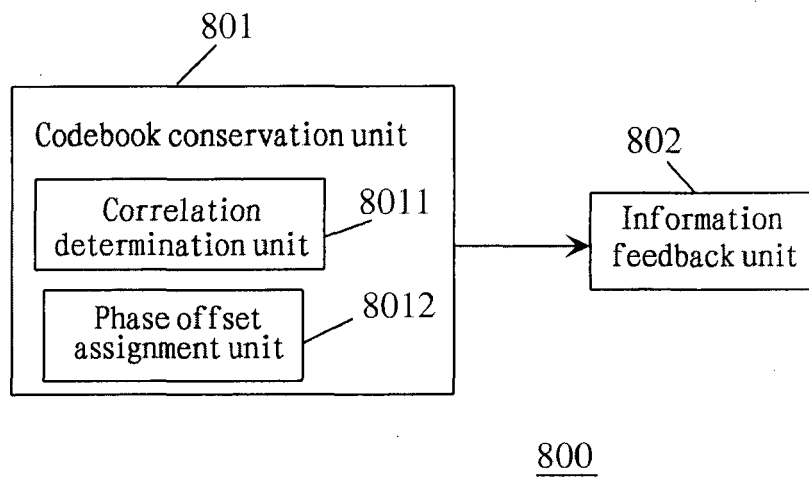 801
Codebook conservation unit
802
Correlation
determination unit
8011
Information
feedback unit
Phase offset
assignment unit
8012
800